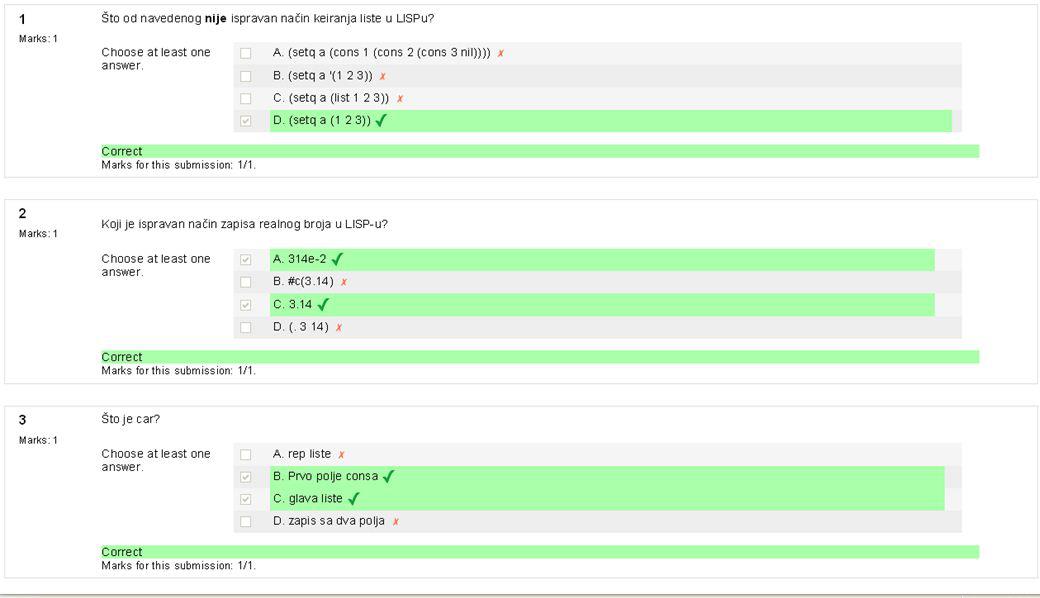 1
Što od navedenog nije ispravan način keiranja liste u LISPu?
Marks: 1
Choose at least one
answer.
A. (setq a (cons 1 (cons 2 (cons 3 nil)))) ✗
B. (setq a '(1 2 3)) ✗
C. (setq a (list 1 2 3)) ✗
D. (setq a (1 2 3)) ✓
Correct
Marks for this submission: 1/1.
2
Koji je ispravan način zapisa realnog broja u LISP-u?
Marks: 1
Choose at least one
answer.
A. 314e-2 ✓
B. #c(3.14) ✗
C. 3.14 ✓
D. (. 3 14) ✗
Correct
Marks for this submission: 1/1.
3
Što je car?
Marks: 1
Choose at least one
answer.
A. rep liste ✗
B. Prvo polje consa ✓
C. glava liste ✓
D. zapis sa dva polja ✗
Correct
Marks for this submission: 1/1.